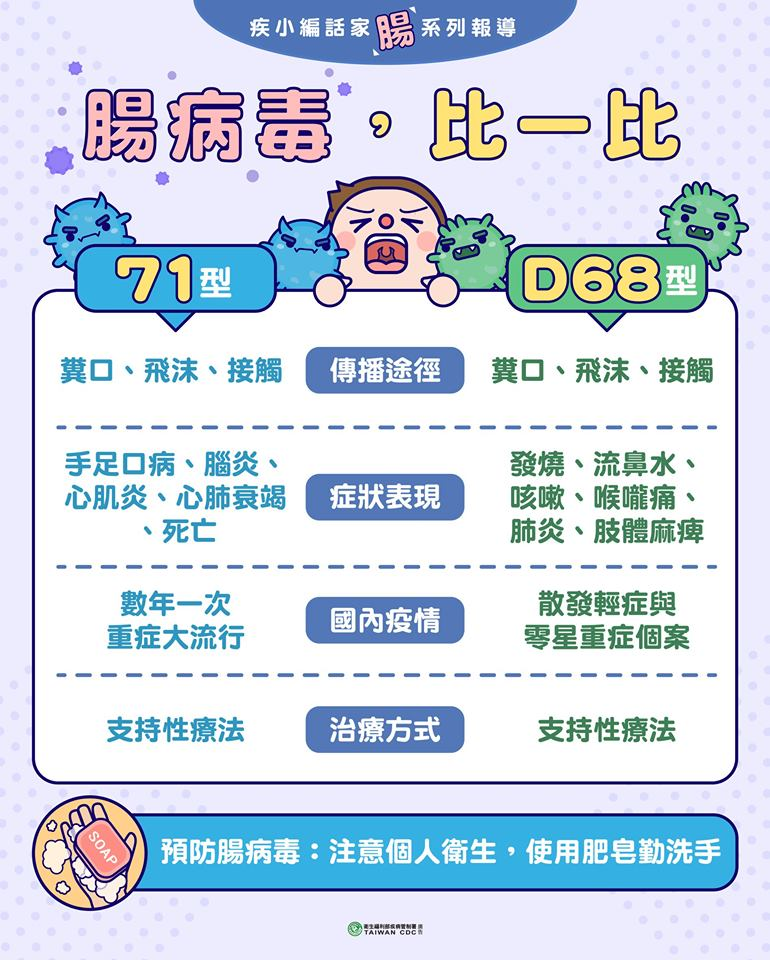 疾小編話家腸系列報導
腸病毒，比一比
71型
D68型
糞口、飛沫、接觸
傳播途徑
糞口、飛沫、接觸
手足口病、腦炎、
心肌炎、心肺衰竭
、死亡
症狀表現
發燒、流鼻水、
咳嗽、喉嚨痛、
肺炎、肢體麻痺
數年一次
重症大流行
國內疫情
散發輕症與
零星重症個案
支持性療法
治療方式
支持性療法
SOAP
預防腸病毒：注意個人衛生，使用肥皂勤洗手
衛生福利部疾病管制署 廣告
TAIWAN CDC